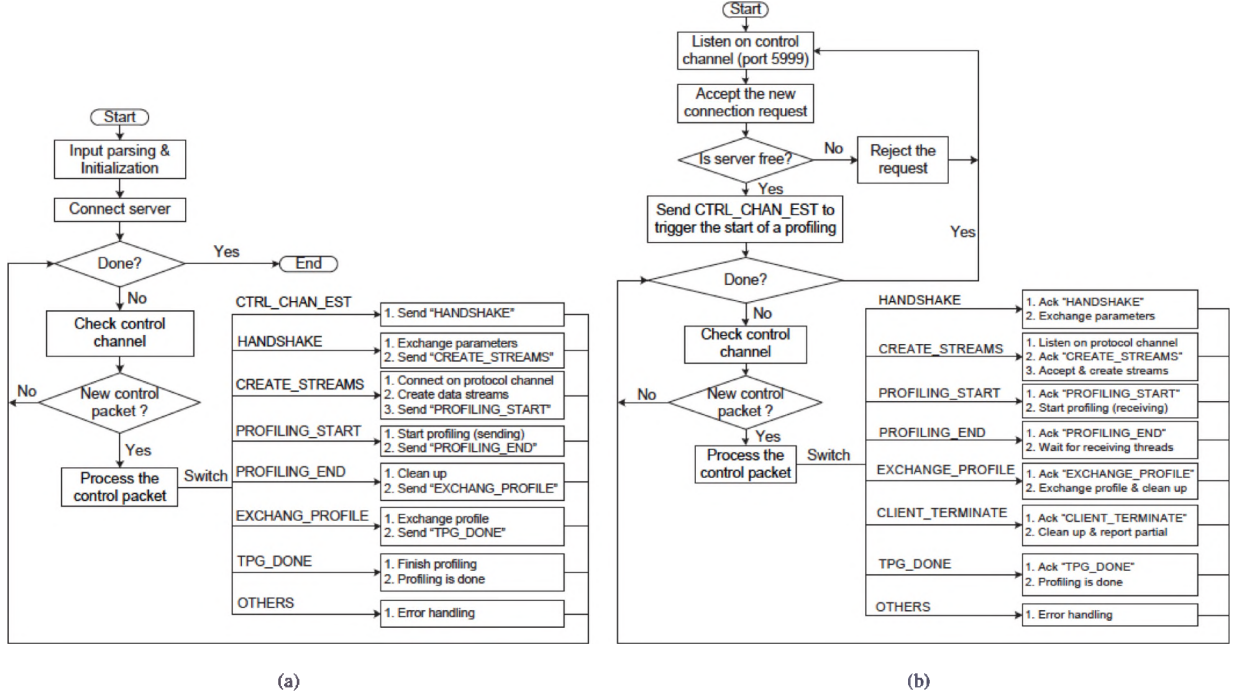 Start
Input parsing &
Initialization
Connect server
Done?
Yes
End
No
Check control
channel
New control
packet ?
No
Yes
Process the
control packet
Switch
CTRL_CHAN_EST
1. Send “HANDSHAKE”
HANDSHAKE
1. Exchange parameters
2. Send “CREATE_STREAMS”
CREATE_STREAMS
1. Connect on protocol channel
2. Create data streams
3. Send “PROFILING_START”
PROFILING_START
1. Start profiling (sending)
2. Send “PROFILING_END”
PROFILING_END
1. Clean up
2. Send “EXCHANG_PROFILE”
EXCHANG_PROFILE
1. Exchange profile
2. Send “TPG_DONE”
TPG_DONE
1. Finish profiling
2. Profiling is done
OTHERS
1. Error handling
(a)
Start
Listen on control
channel (port 5999)
Accept the new
connection request
Is server free?
No
Reject the
request
Yes
Send CTRL_CHAN_EST to
trigger the start of a profiling
Yes
Done?
No
Check control
channel
New control
packet ?
No
Yes
Process the
control packet
Switch
HANDSHAKE
1. Ack “HANDSHAKE”
2. Exchange parameters
CREATE_STREAMS
1. Listen on protocol channel
2. Ack “CREATE_STREAMS”
3. Accept & create streams
PROFILING_START
1. Ack “PROFILING_START”
2. Start profiling (receiving)
PROFILING_END
1. Ack “PROFILING_END”
2. Wait for receiving threads
EXCHANGE_PROFILE
1. Ack “EXCHANGE_PROFILE”
2. Exchange profile & clean up
CLIENT_TERMINATE
1. Ack “CLIENT_TERMINATE”
2. Clean up & report partial
TPG_DONE
1. Ack “TPG_DONE”
2. Profiling is done
OTHERS
1. Error handling
(b)